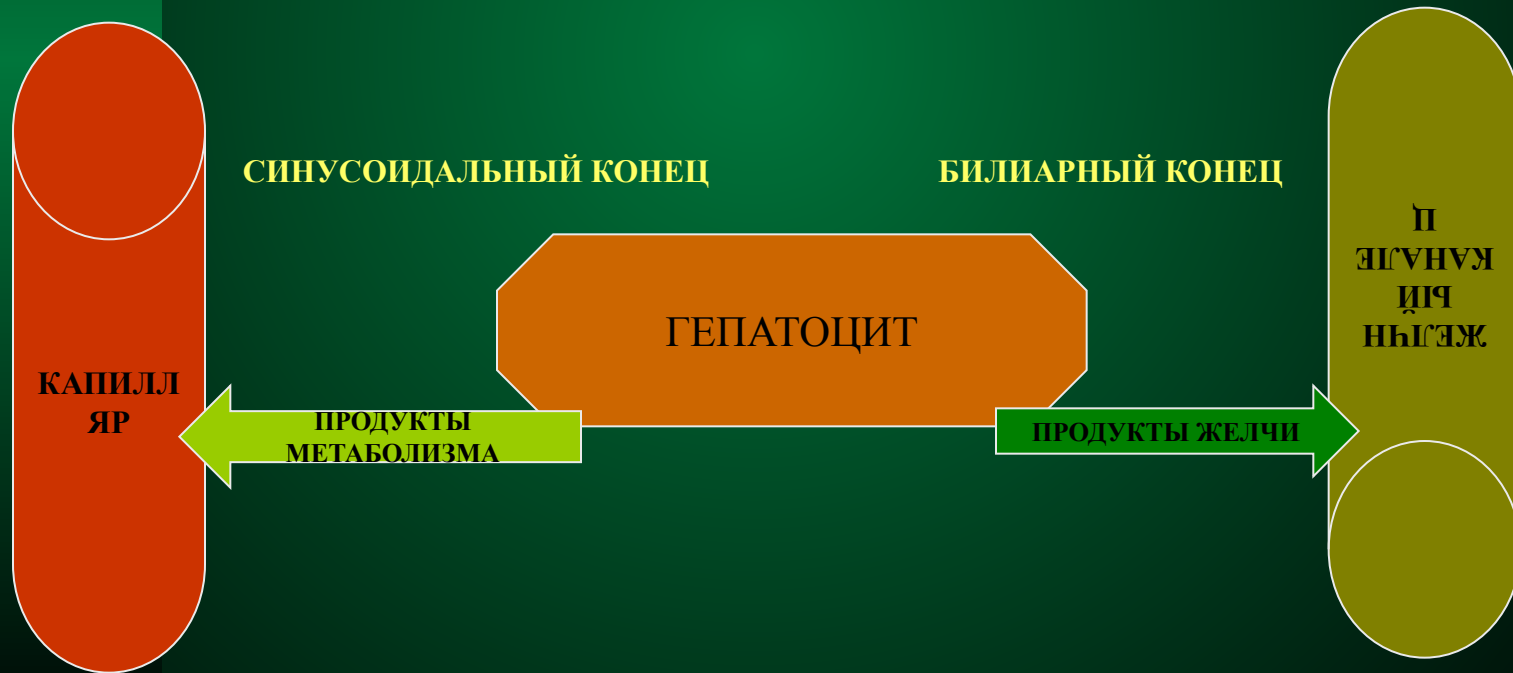 СИНУСОИДАЛЬНЫЙ КОНЕЦ
БИЛИАРНЫЙ КОНЕЦ
ГЕПАТОЦИТ
КАПИЛЛ
ЯР
ПРОДУКТЫ
МЕТАБОЛИЗМА
ПРОДУКТЫ ЖЕЛЧИ
ЖЕЛЧН
ЫЙ
КАНАЛЕ
Ц